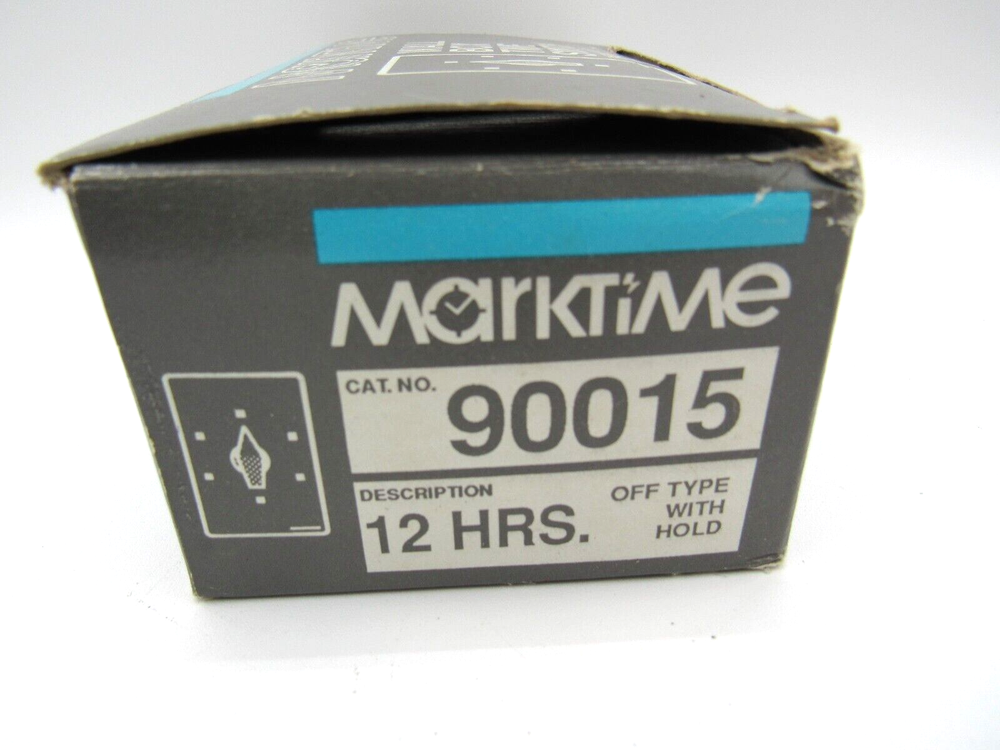 MarkTime
CAT. NO.
90015
DESCRIPTION
12 HRS.
OFF TYPE
WITH
HOLD